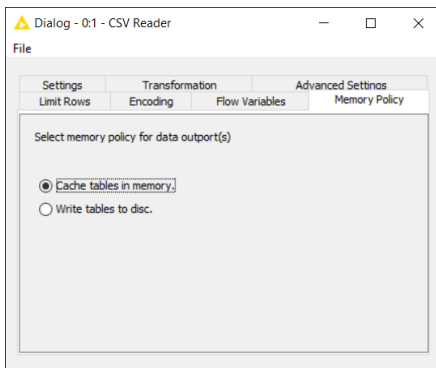 Dialog - 0:1 - CSV Reader
File
Settings Transformation Advanced Settings
Limit Rows Encoding Flow Variables Memory Policy
Select memory policy for data outport(s)
Cache tables in memory.
Write tables to disc.